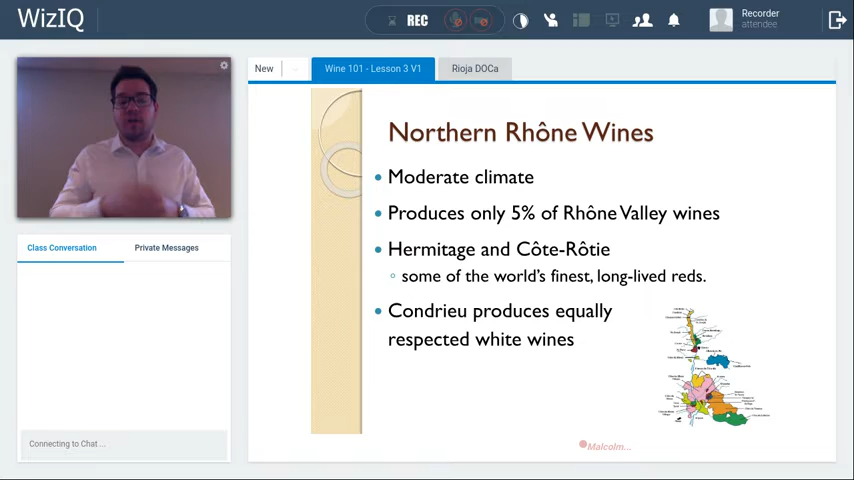 WizIQ
REC
Recorder
attendee
New
Wine 101 - Lesson 3 V1
Rioja DOCa
Northern Rhône Wines
Moderate climate
Produces only 5% of Rhône Valley wines
Hermitage and Côte-Rôtie
some of the world's finest, long-lived reds.
Condrieu produces equally
respected white wines
Class Conversation
Private Messages
Connecting to Chat ...
Malcolm...